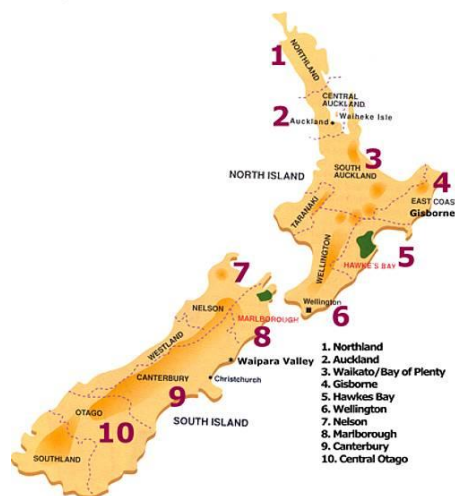 1
NORTHLAND
CENTRAL
AUCKLAND
Waiheke Isle
2
Auckland
3
SOUTH
AUCKLAND
NORTH ISLAND
4
EAST COAS
Gisborne
TARANAKI
5
HAWKE'S BAY
WELLINGTON
7
Wellington
6
NELSON
MARLBOROUGH
8
WESTLAND
Waipara Valley
CANTERBURY
Christchurch
9
OTAGO
10
SOUTH ISLAND
SOUTHLAND
1. Northland
2. Auckland
3. Waikato/Bay of Plenty
4. Gisborne
5. Hawkes Bay
6. Wellington
7. Nelson
8. Marlborough
9. Canterbury
10. Central Otago